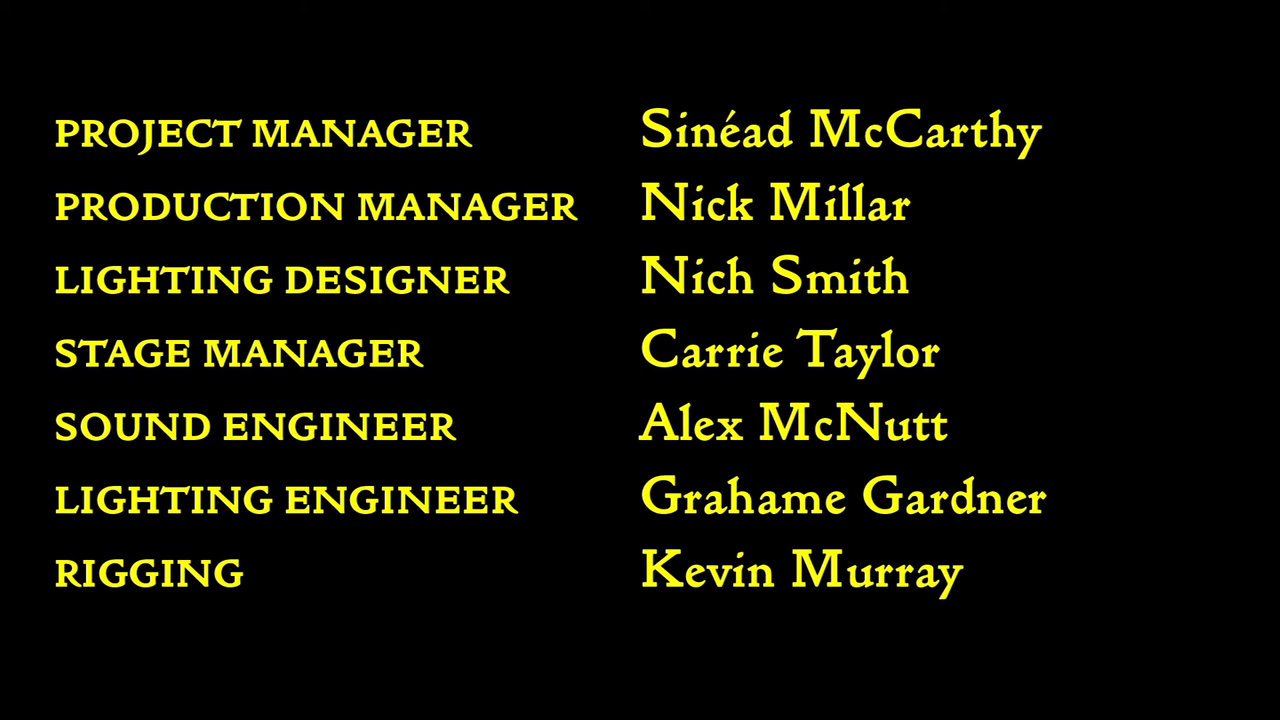 PROJECT MANAGER Sinéad McCarthy
PRODUCTION MANAGER Nick Millar
LIGHTING DESIGNER Nich Smith
STAGE MANAGER Carrie Taylor
SOUND ENGINEER Alex McNutt
LIGHTING ENGINEER Grahame Gardner
RIGGING Kevin Murray